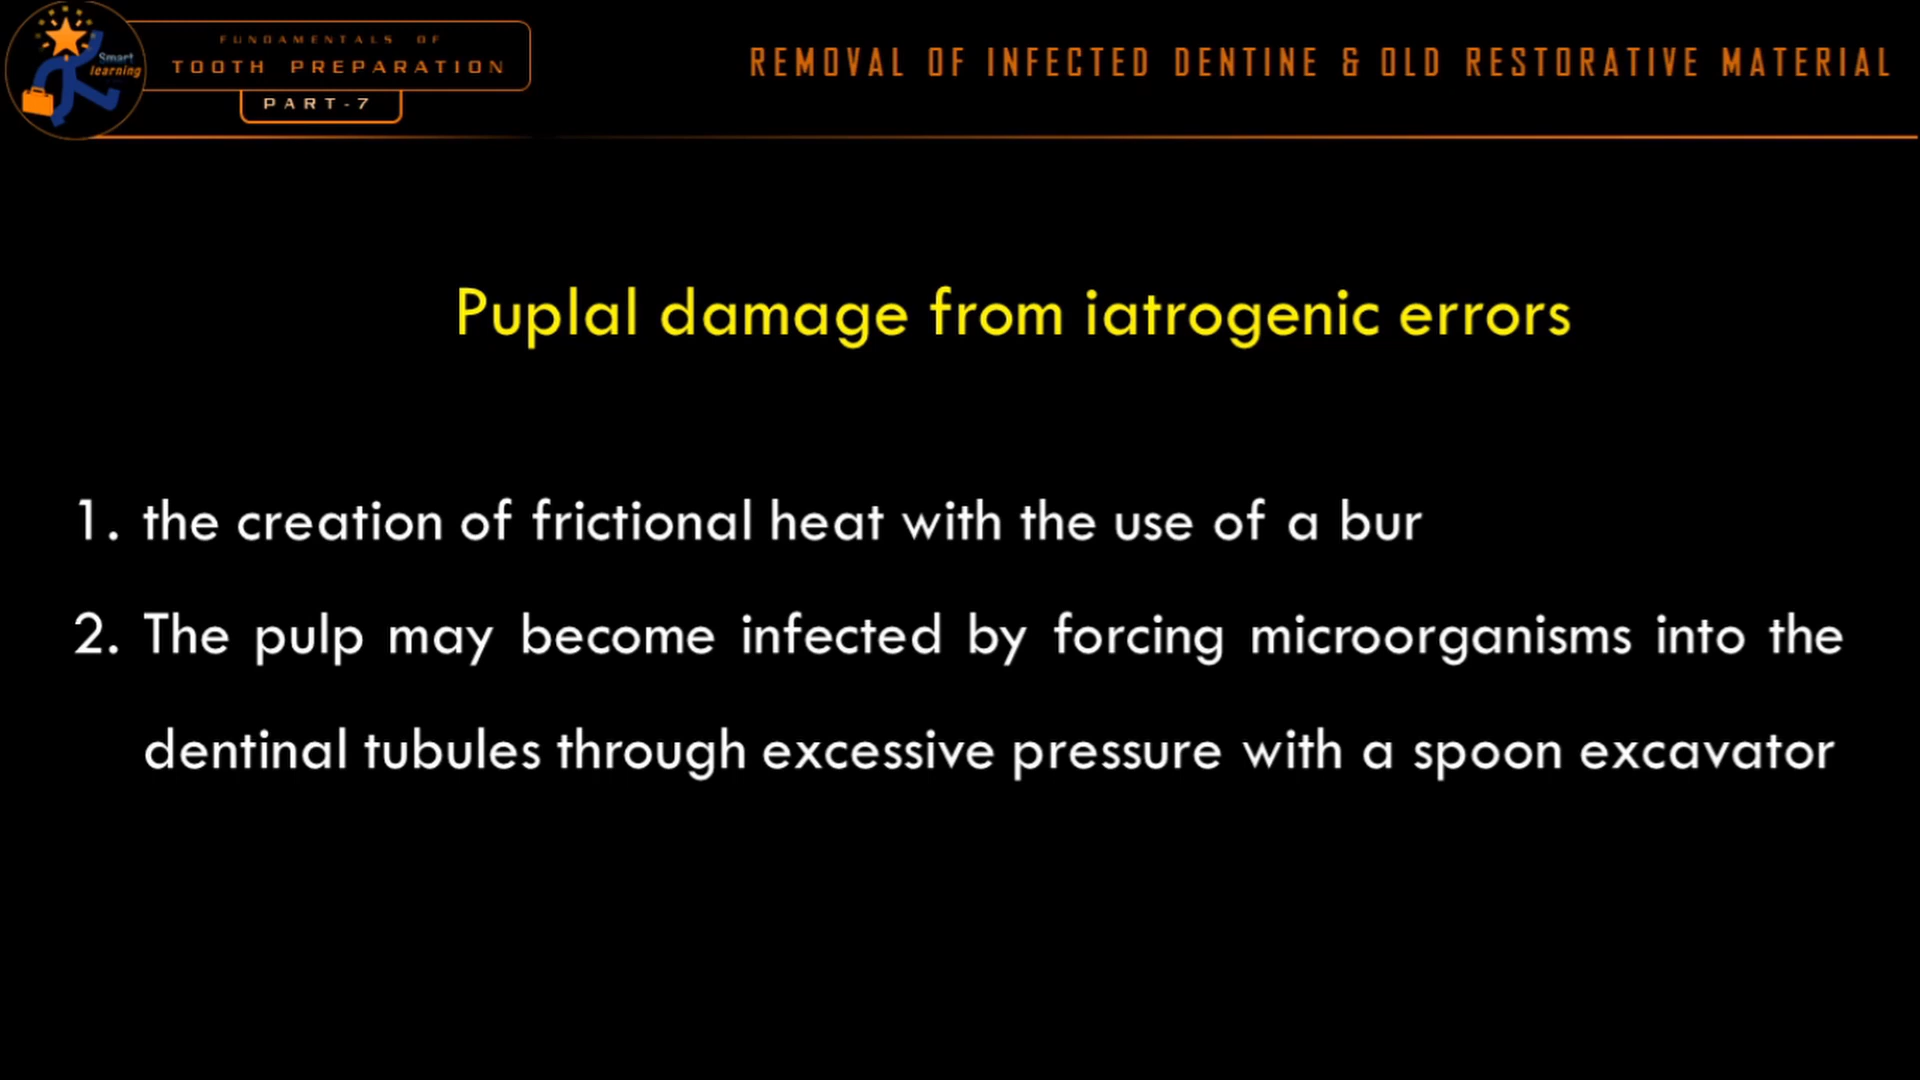 Smart
learning
FUNDAMENTALS OF
TOOTH PREPARATION
PART-7
REMOVAL OF INFECTED DENTINE & OLD RESTORATIVE MATERIAL
Puplal damage from iatrogenic errors
1. the creation of frictional heat with the use of a bur
2. The pulp may become infected by forcing microorganisms into the
dentinal tubules through excessive pressure with a spoon excavator